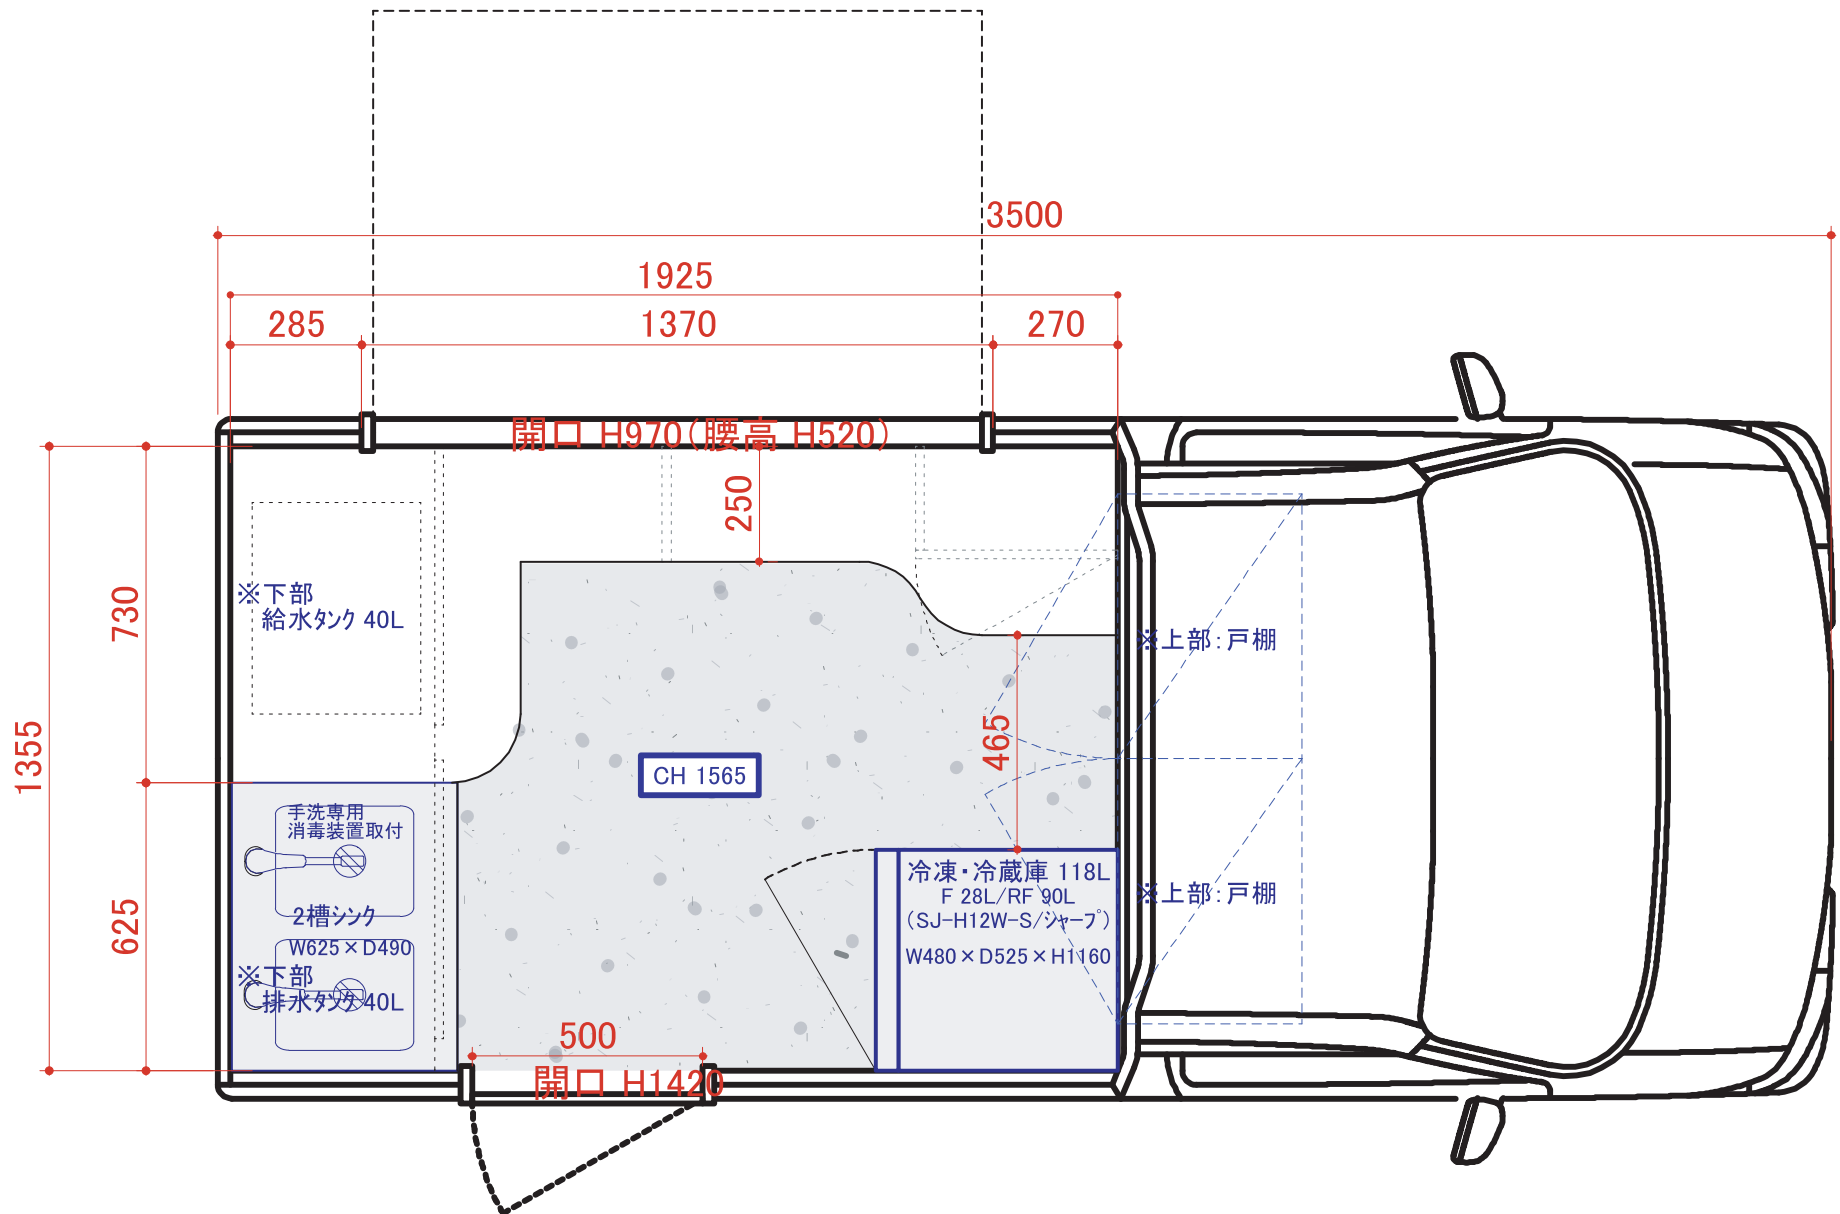 3500
1925
285
1370
270
開口 H970(腰高 H520)
250
730
1355
625
465
※下部
給水タンク 40L
CH 1565
※上部:戸棚
手洗専用
消毒装置取付
2槽シンク
W625×D490
※下部
排水タンク 40L
冷凍・冷蔵庫 118L
F 28L/RF 90L
(SJ-H12W-S/シャープ)
W480×D525×H1160
※上部:戸棚
500
開口 H1420